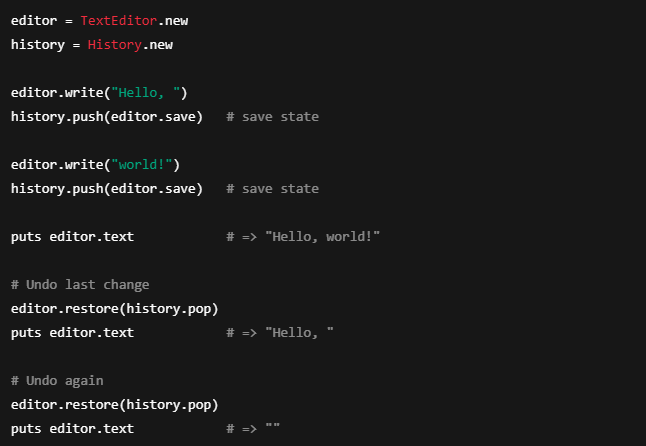 editor = TextEditor.new
history = History.new
editor.write("Hello, ")
history.push(editor.save)   # save state
editor.write("world!")
history.push(editor.save)   # save state
puts editor.text            # => "Hello, world!"
# Undo last change
editor.restore(history.pop)
puts editor.text            # => "Hello, "
# Undo again
editor.restore(history.pop)
puts editor.text            # => ""